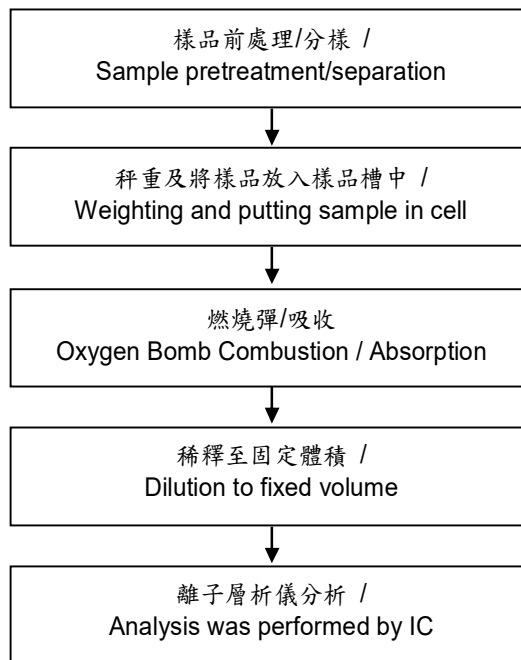 樣品前處理/分樣 /
Sample pretreatment/separation
秤重及將樣品放入樣品槽中 /
Weighting and putting sample in cell
燃燒彈/吸收
Oxygen Bomb Combustion / Absorption
稀釋至固定體積 /
Dilution to fixed volume
離子層析儀分析 /
Analysis was performed by IC